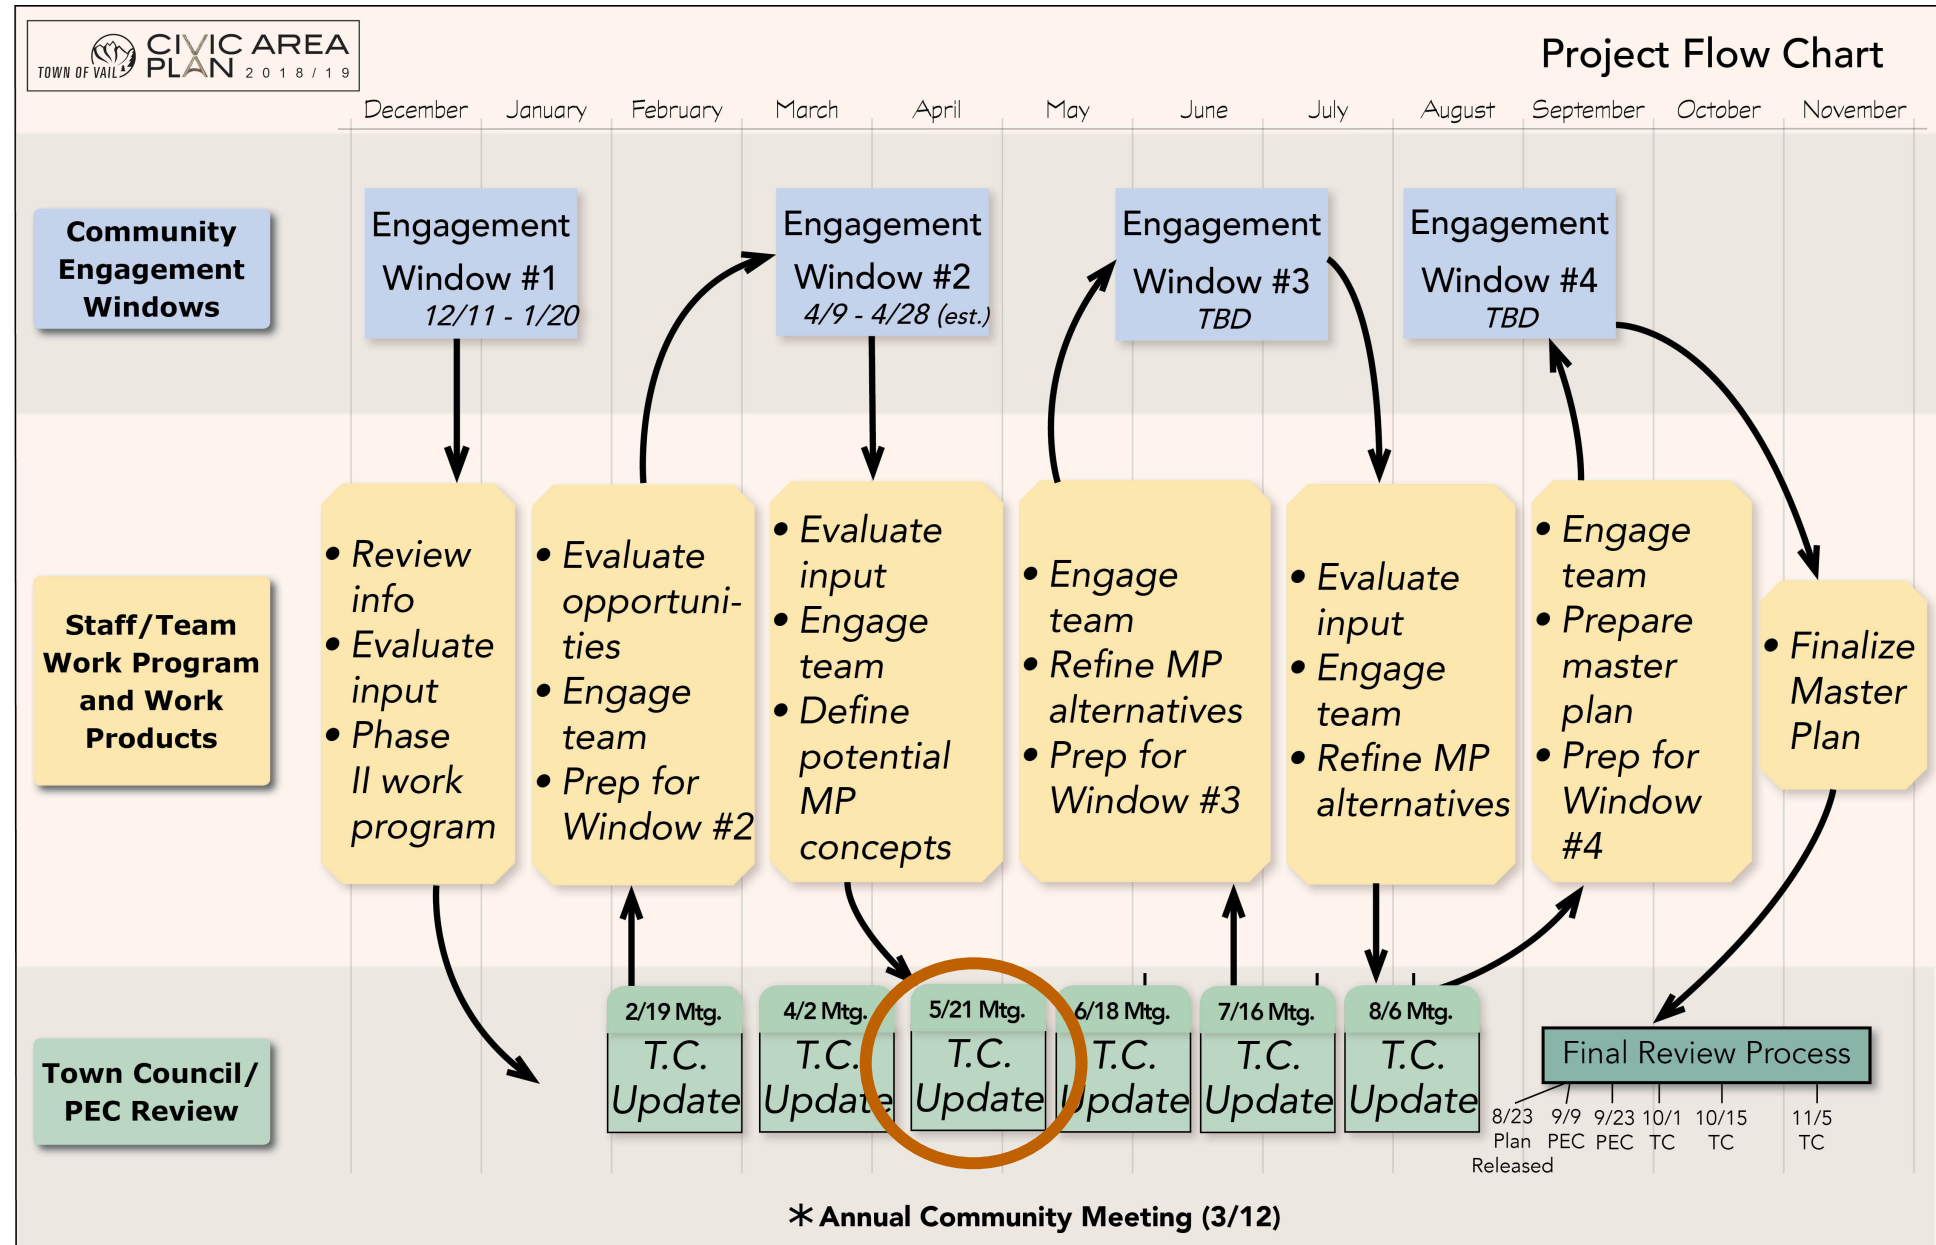 TOWN OF VAIL
CIVIC AREA
PLAN 2018/19
Project Flow Chart
December January February March April May June July August September October November
Community
Engagement
Windows
Engagement
Window #1
12/11 - 1/20
Engagement
Window #2
4/9 - 4/28 (est.)
Engagement
Window #3
TBD
Engagement
Window #4
TBD
Staff/Team
Work Program
and Work
Products
• Review
info
• Evaluate
input
• Phase
II work
program
• Evaluate
opportuni-
ties
• Engage
team
• Prep for
Window #2
• Evaluate
input
• Engage
team
• Define
potential
MP
concepts
• Engage
team
• Refine MP
alternatives
• Prep for
Window #3
• Evaluate
input
• Engage
team
• Refine MP
alternatives
• Engage
team
• Prepare
master
plan
• Prep for
Window
#4
• Finalize
Master
Plan
Town Council/
PEC Review
2/19 Mtg.
T.C.
Update
4/2 Mtg.
T.C.
Update
5/21 Mtg.
T.C.
Update
6/18 Mtg.
T.C.
Update
7/16 Mtg.
T.C.
Update
8/6 Mtg.
T.C.
Update
Final Review Process
8/23
Plan
Released
9/9
PEC
9/23
PEC
10/1
TC
10/15
TC
11/5
TC
* Annual Community Meeting (3/12)